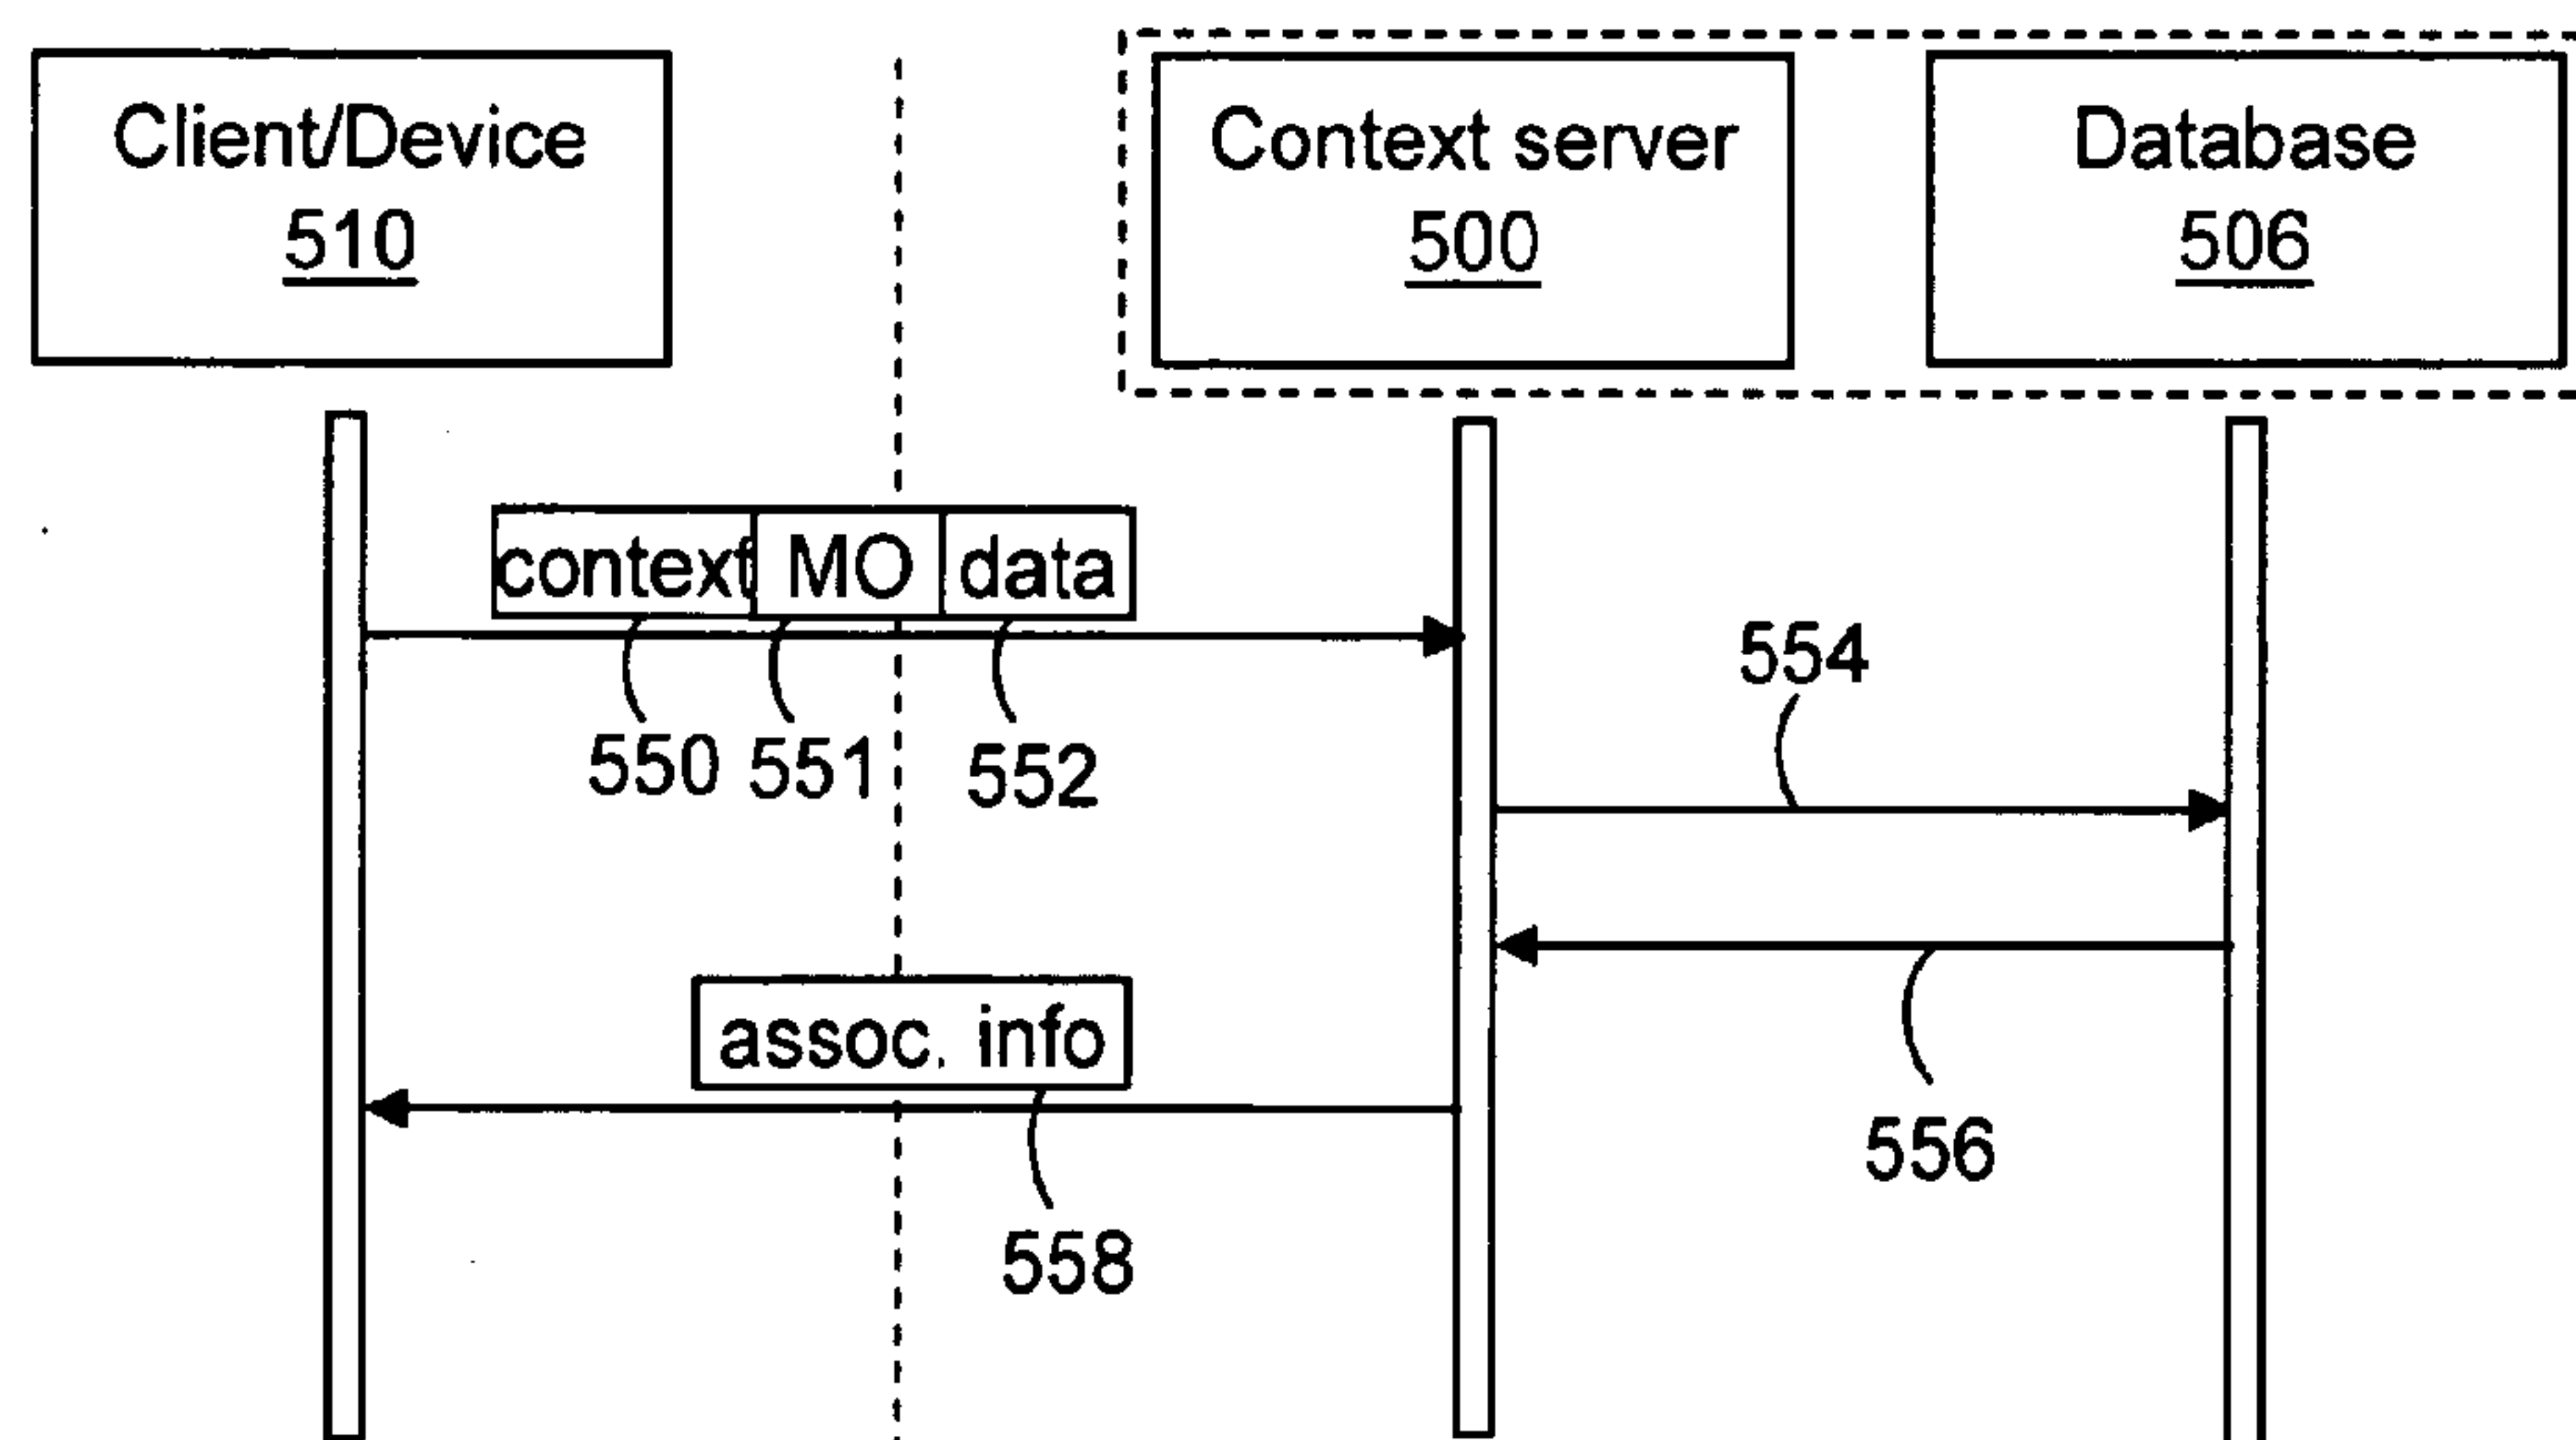 Client/Device
510
Context server
500
Database
506
context MO data
550 551 552
554
assoc. info
556
558